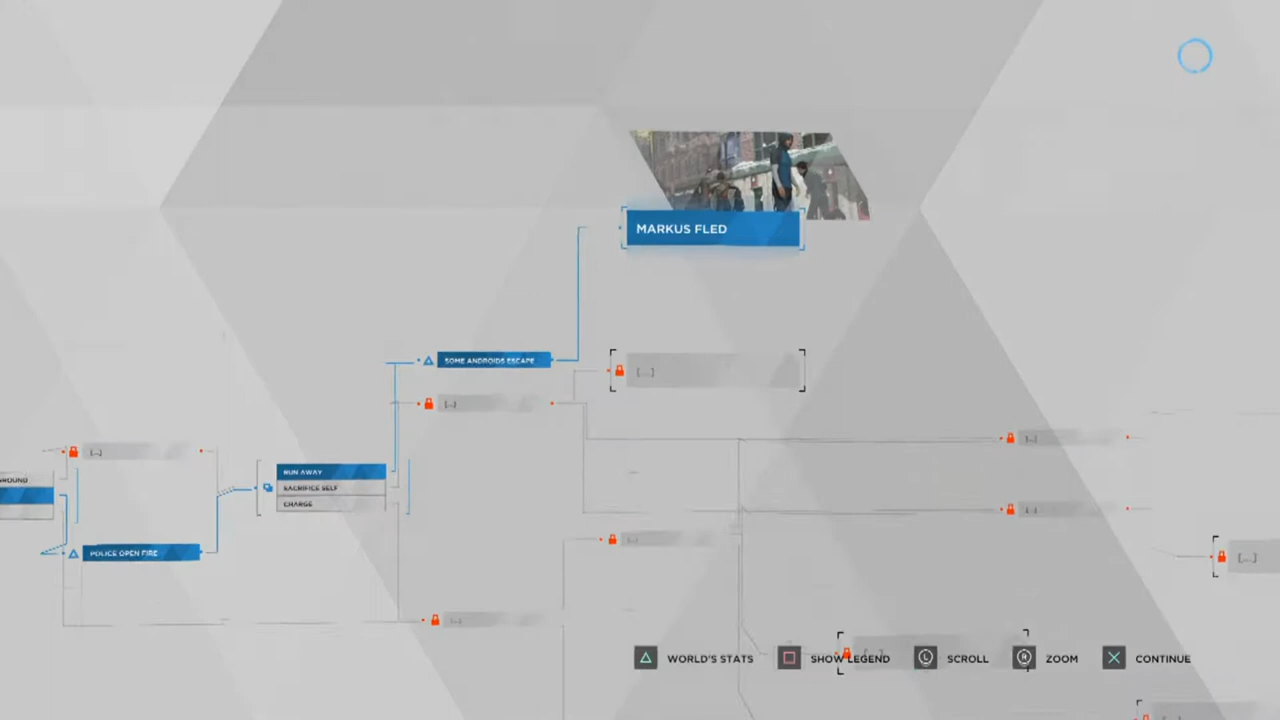 MARKUS FLED
SOME ANDROIDS ESCAPE
[...]
[...]
[...]
[...]
ROUND
RUN AWAY
SACRIFICE SELF
CHARGE
[...]
POLICE OPEN FIRE
[...]
[...]
[...]
WORLD'S STATS
SHOW LEGEND
L
SCROLL
R
ZOOM
CONTINUE